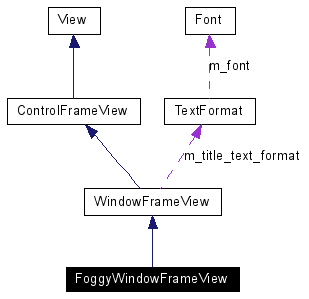 View
Font
m_font
ControlFrameView
TextFormat
m_title_text_format
WindowFrameView
FoggyWindowFrameView